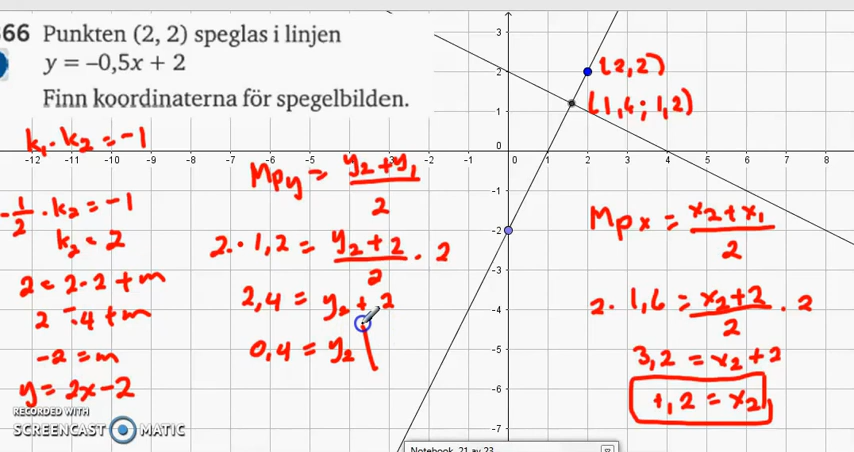 66 Punkten (2, 2) speglas i linjen
y = –0,5x + 2
Finn koordinaterna för spegelbilden.
k₁ · k₂ = -1
-1/2 · k₂ = -1
k₂ = 2
2 = 2·2 + m
2 = 4 + m
-2 = m
y = 2x - 2
Mpy = (y₂ + y₁)/2
2 · 1,2 = (y₂ + 2)/2 · 2
2,4 = y₂ + 2
0,4 = y₂
(2,2)
(1,6 ; 1,2)
Mpx = (x₂ + x₁)/2
2 · 1,6 = (x₂ + 2)/2 · 2
3,2 = x₂ + 2
1,2 = x₂
-12 -11 -10 -9 -8 -7 -6 -5 -4 -3 -2 -1 0 1 2 3 4 5 6 7 8
3
2
1
0
-1
-2
-3
-4
-5
-6
-7
RECORDED WITH
SCREENCAST MATIC
Notebook, 21 av 23